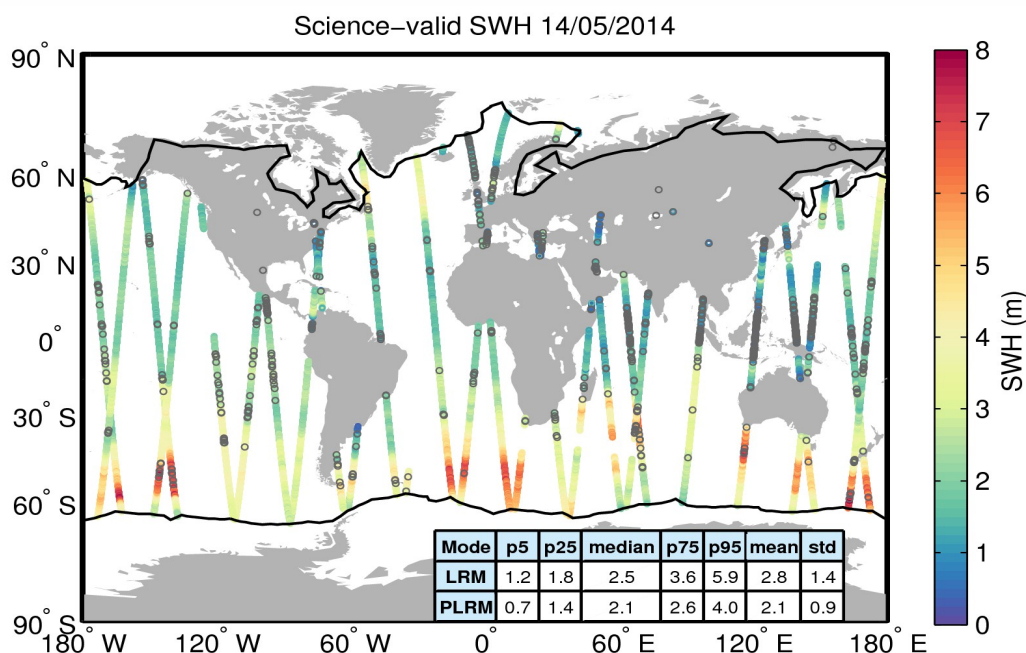 Science−valid SWH 14/05/2014
90° N
60° N
30° N
0°
30° S
60° S
90° S
180° W
120° W
60° W
0°
60° E
120° E
180° E
Mode p5 p25 median p75 p95 mean std
LRM 1.2 1.8 2.5 3.6 5.9 2.8 1.4
PLRM 0.7 1.4 2.1 2.6 4.0 2.1 0.9
8
7
6
5
4
3
2
1
0
SWH (m)